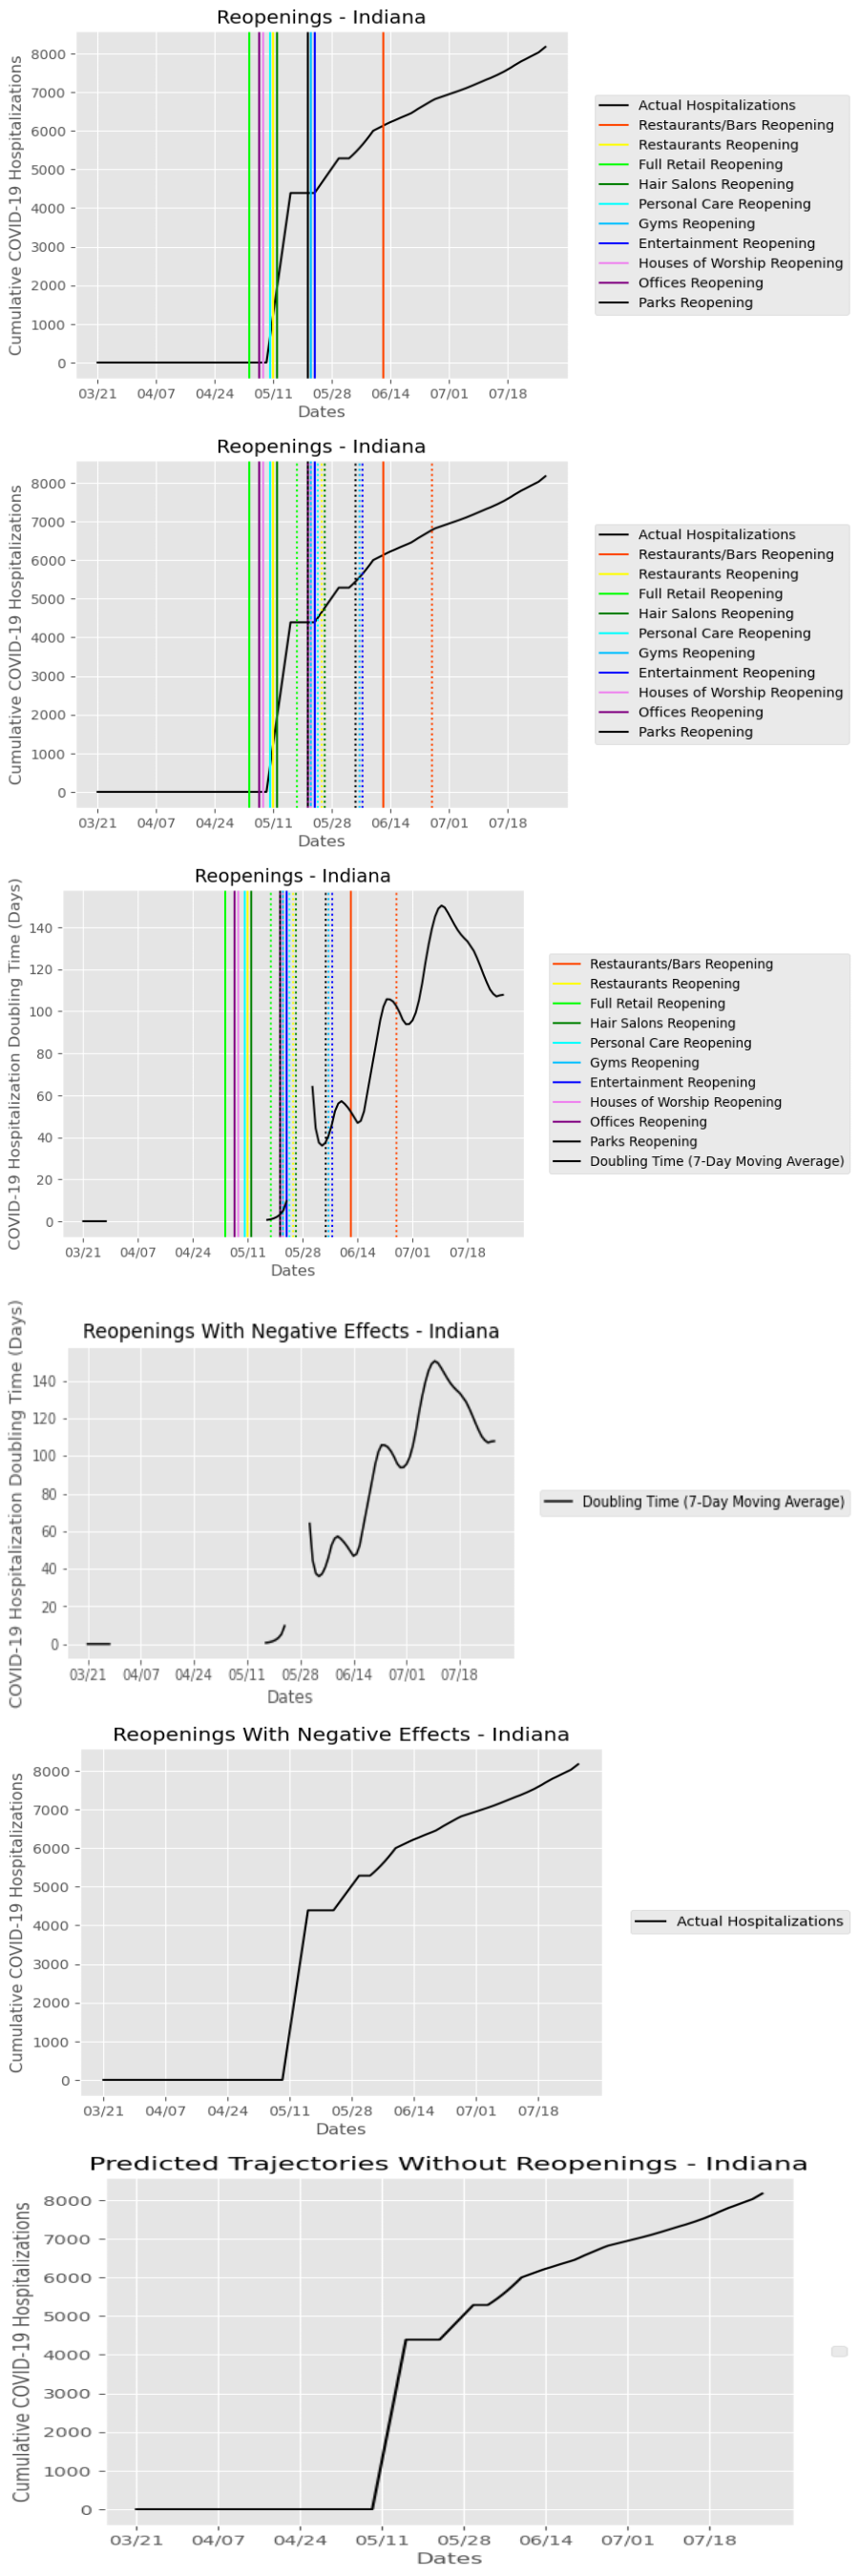 Reopenings - Indiana
Cumulative COVID-19 Hospitalizations
8000
7000
6000
5000
4000
3000
2000
1000
0
03/21 04/07 04/24 05/11 05/28 06/14 07/01 07/18
Dates
Actual Hospitalizations
Restaurants/Bars Reopening
Restaurants Reopening
Full Retail Reopening
Hair Salons Reopening
Personal Care Reopening
Gyms Reopening
Entertainment Reopening
Houses of Worship Reopening
Offices Reopening
Parks Reopening
Reopenings - Indiana
Cumulative COVID-19 Hospitalizations
8000
7000
6000
5000
4000
3000
2000
1000
0
03/21 04/07 04/24 05/11 05/28 06/14 07/01 07/18
Dates
Actual Hospitalizations
Restaurants/Bars Reopening
Restaurants Reopening
Full Retail Reopening
Hair Salons Reopening
Personal Care Reopening
Gyms Reopening
Entertainment Reopening
Houses of Worship Reopening
Offices Reopening
Parks Reopening
Reopenings - Indiana
COVID-19 Hospitalization Doubling Time (Days)
140
120
100
80
60
40
20
0
03/21 04/07 04/24 05/11 05/28 06/14 07/01 07/18
Dates
Restaurants/Bars Reopening
Restaurants Reopening
Full Retail Reopening
Hair Salons Reopening
Personal Care Reopening
Gyms Reopening
Entertainment Reopening
Houses of Worship Reopening
Offices Reopening
Parks Reopening
Doubling Time (7-Day Moving Average)
Reopenings With Negative Effects - Indiana
COVID-19 Hospitalization Doubling Time (Days)
140
120
100
80
60
40
20
0
03/21 04/07 04/24 05/11 05/28 06/14 07/01 07/18
Dates
Doubling Time (7-Day Moving Average)
Reopenings With Negative Effects - Indiana
Cumulative COVID-19 Hospitalizations
8000
7000
6000
5000
4000
3000
2000
1000
0
03/21 04/07 04/24 05/11 05/28 06/14 07/01 07/18
Dates
Actual Hospitalizations
Predicted Trajectories Without Reopenings - Indiana
Cumulative COVID-19 Hospitalizations
8000
7000
6000
5000
4000
3000
2000
1000
0
03/21 04/07 04/24 05/11 05/28 06/14 07/01 07/18
Dates